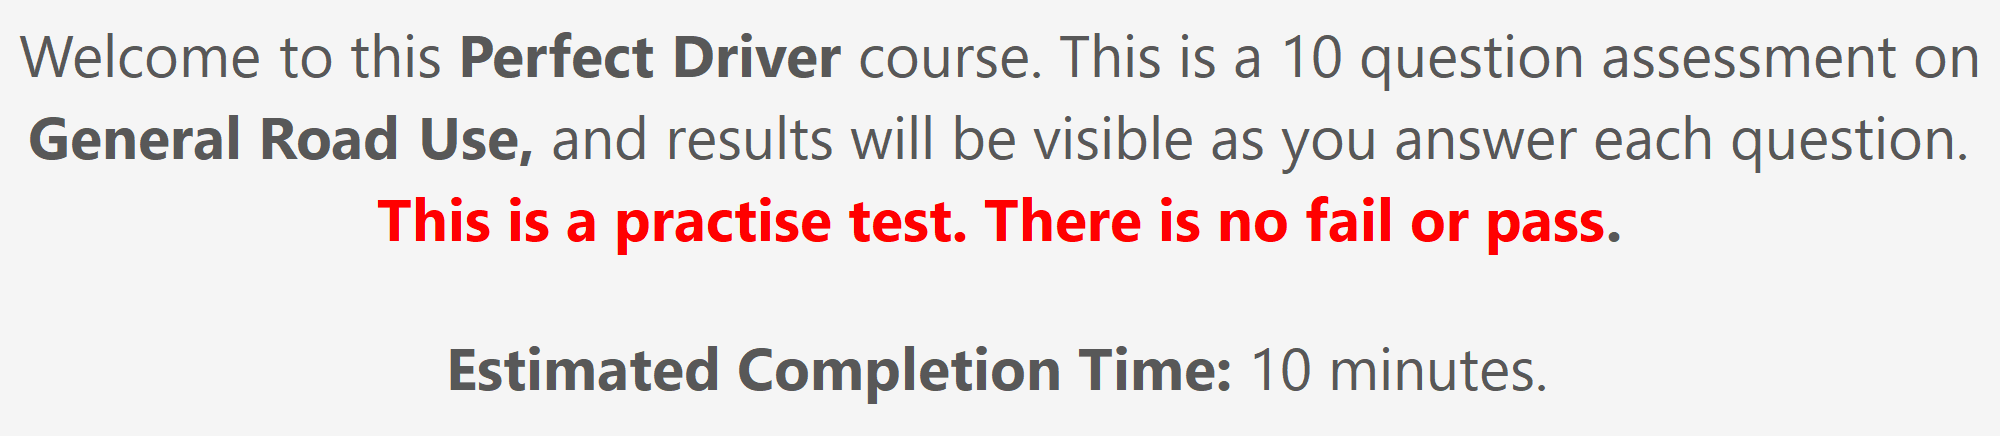 Welcome to this Perfect Driver course. This is a 10 question assessment on
General Road Use, and results will be visible as you answer each question.
This is a practise test. There is no fail or pass.
Estimated Completion Time: 10 minutes.